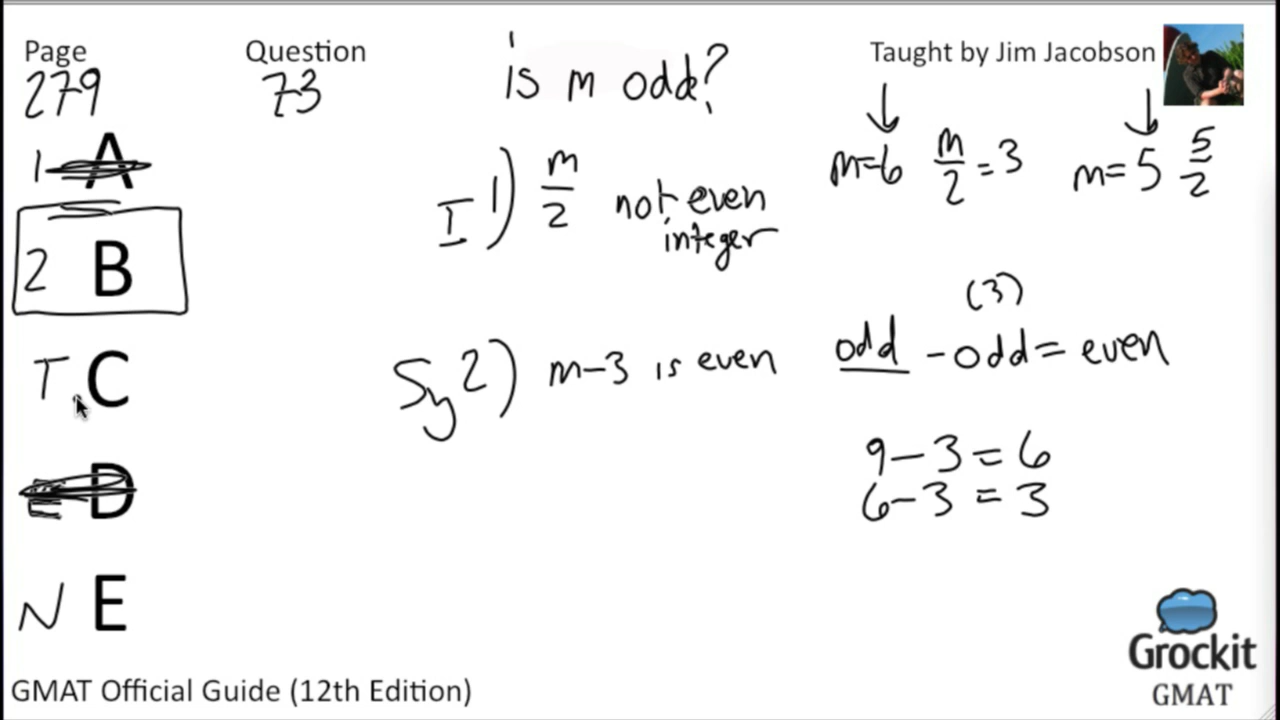 Page Question is m odd? Taught by Jim Jacobson
279 73
1 A
I 1) m/2 not even integer m=6 m/2 = 3 m=5 5/2
2 B
(3)
T C Sy 2) m-3 is even odd - odd = even
9-3=6
6-3=3
E D
N E
Grockit
GMAT
GMAT Official Guide (12th Edition)